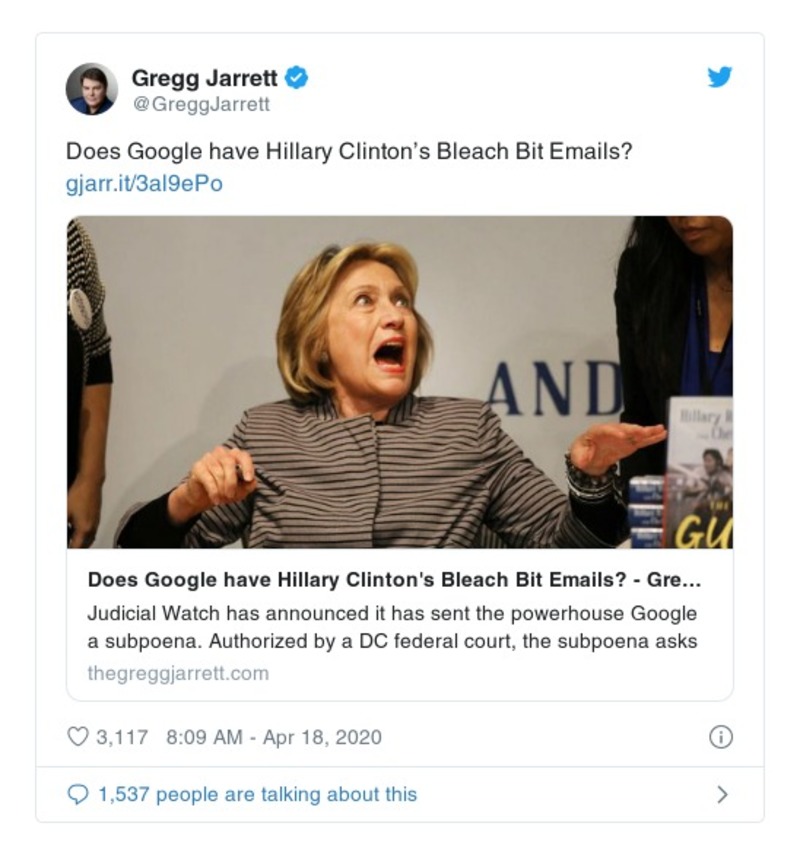 Gregg Jarrett
@GreggJarrett
Does Google have Hillary Clinton’s Bleach Bit Emails?
gjarr.it/3al9ePo
AND
Hillary
GU
Does Google have Hillary Clinton's Bleach Bit Emails? - Gre...
Judicial Watch has announced it has sent the powerhouse Google
a subpoena. Authorized by a DC federal court, the subpoena asks
thegreggjarrett.com
3,117 8:09 AM - Apr 18, 2020
1,537 people are talking about this